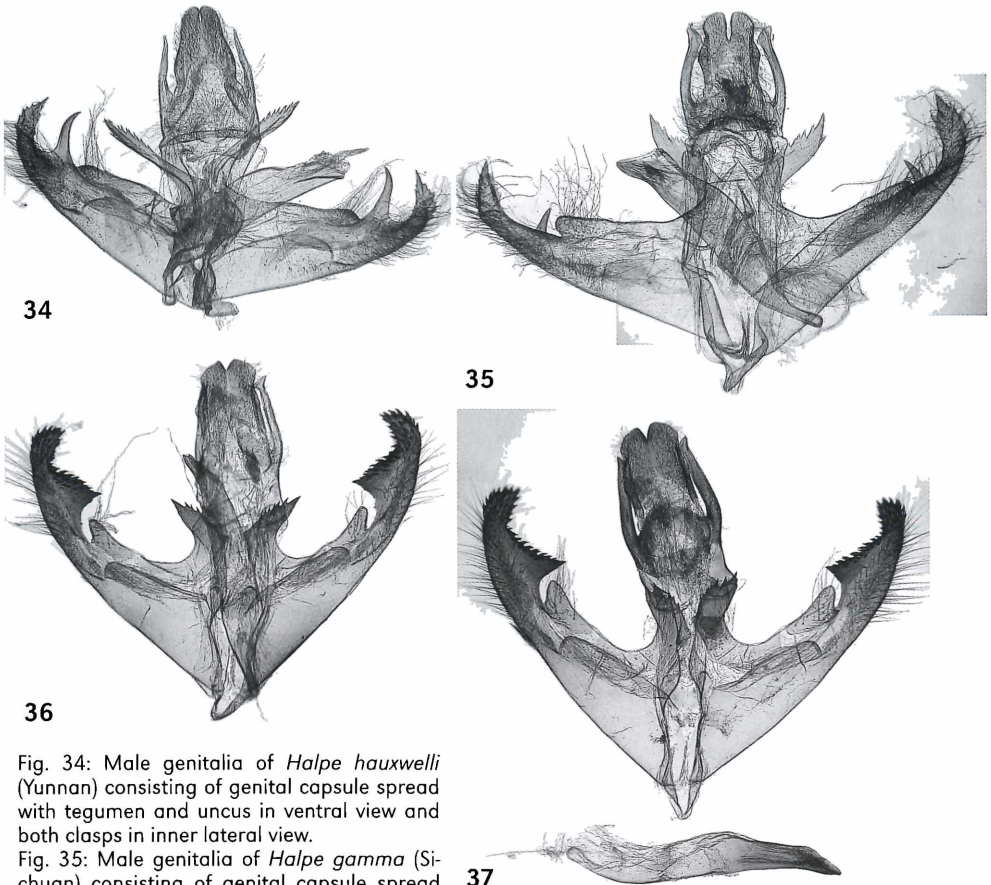 34
35
36
37
Fig. 34: Male genitalia of Halpe hauxwelli
(Yunnan) consisting of genital capsule spread
with tegumen and uncus in ventral view and
both clasps in inner lateral view.
Fig. 35: Male genitalia of Halpe gamma (Si-
chuan) consisting of genital capsule spread